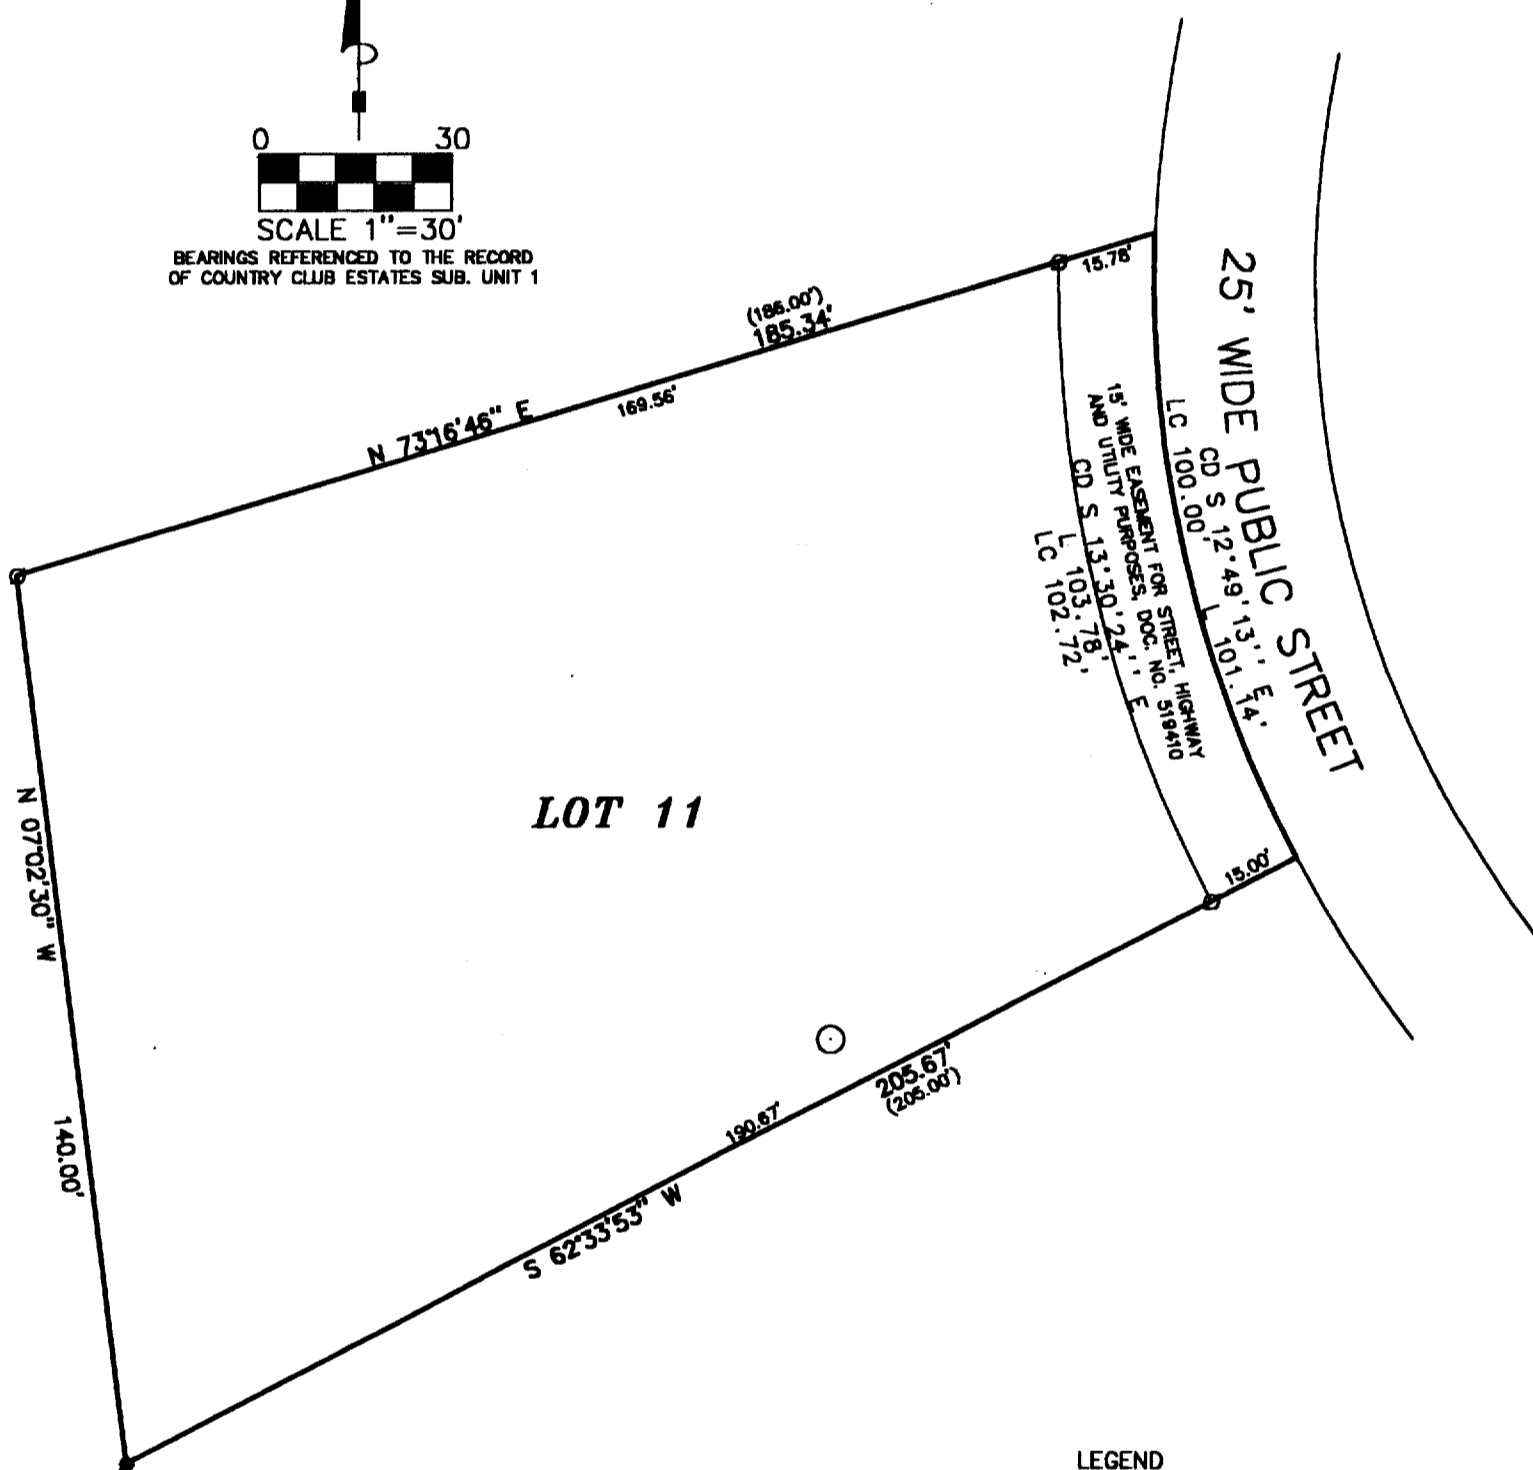 0 30
SCALE 1"=30'
BEARINGS REFERENCED TO THE RECORD
OF COUNTRY CLUB ESTATES SUB. UNIT 1
(186.00')
185.34'
15.78'
169.56'
N 73°16'46" E
25' WIDE PUBLIC STREET
CD S 12°49'13'' E
LC 100.00' L 101.14'
15' WIDE EASEMENT FOR STREET, HIGHWAY
AND UTILITY PURPOSES, DOC. NO. 519410
CD S 13°30'24'' E
L 103.78'
LC 102.72'
LOT 11
N 07°02'30" W
140.00'
15.00'
205.67'
(205.00')
190.67'
S 62°33'53" W
LEGEND